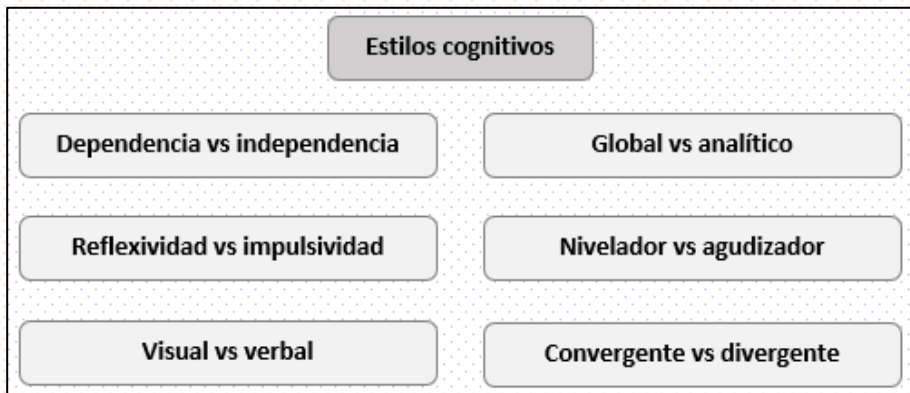 Estilos cognitivos
Dependencia vs independencia
Global vs analítico
Reflexividad vs impulsividad
Nivelador vs agudizador
Visual vs verbal
Convergente vs divergente